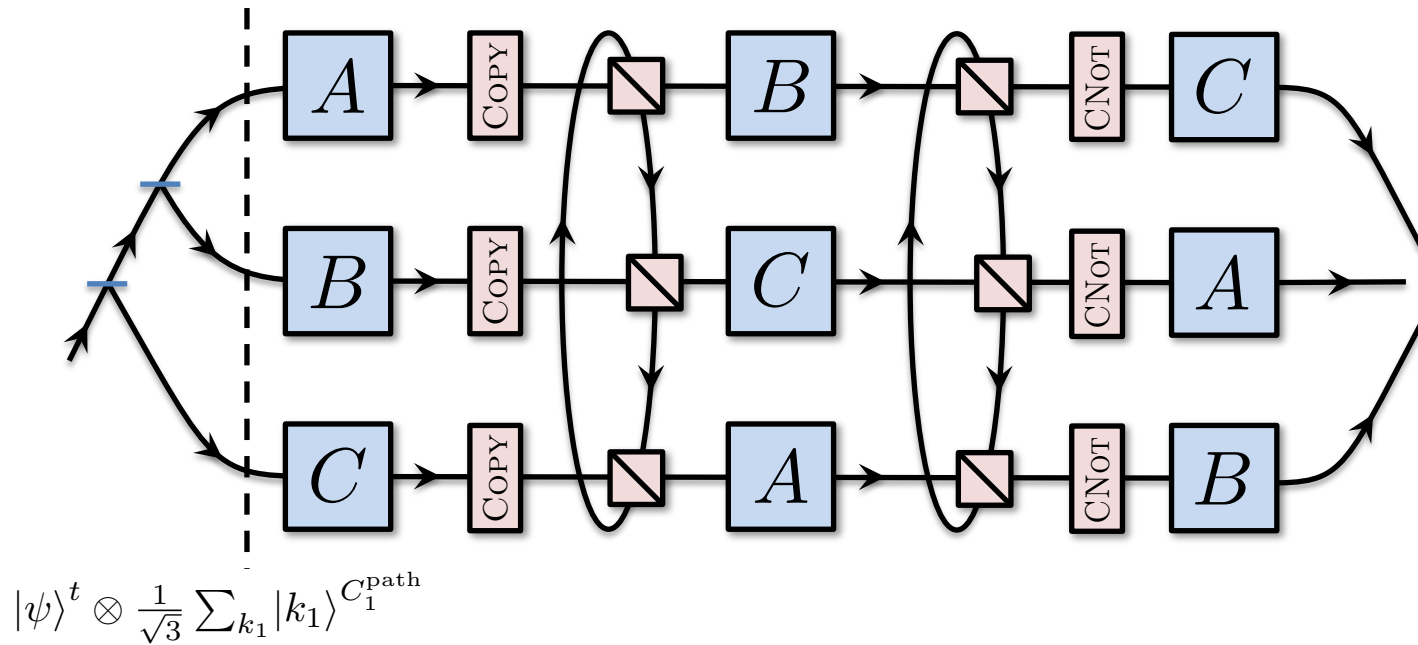 A COPY B CNOT C
B COPY C CNOT A
C COPY A CNOT B
|ψ⟩^t ⊗ 1/√3 ∑_{k_1} |k_1⟩^{C_1^{path}}